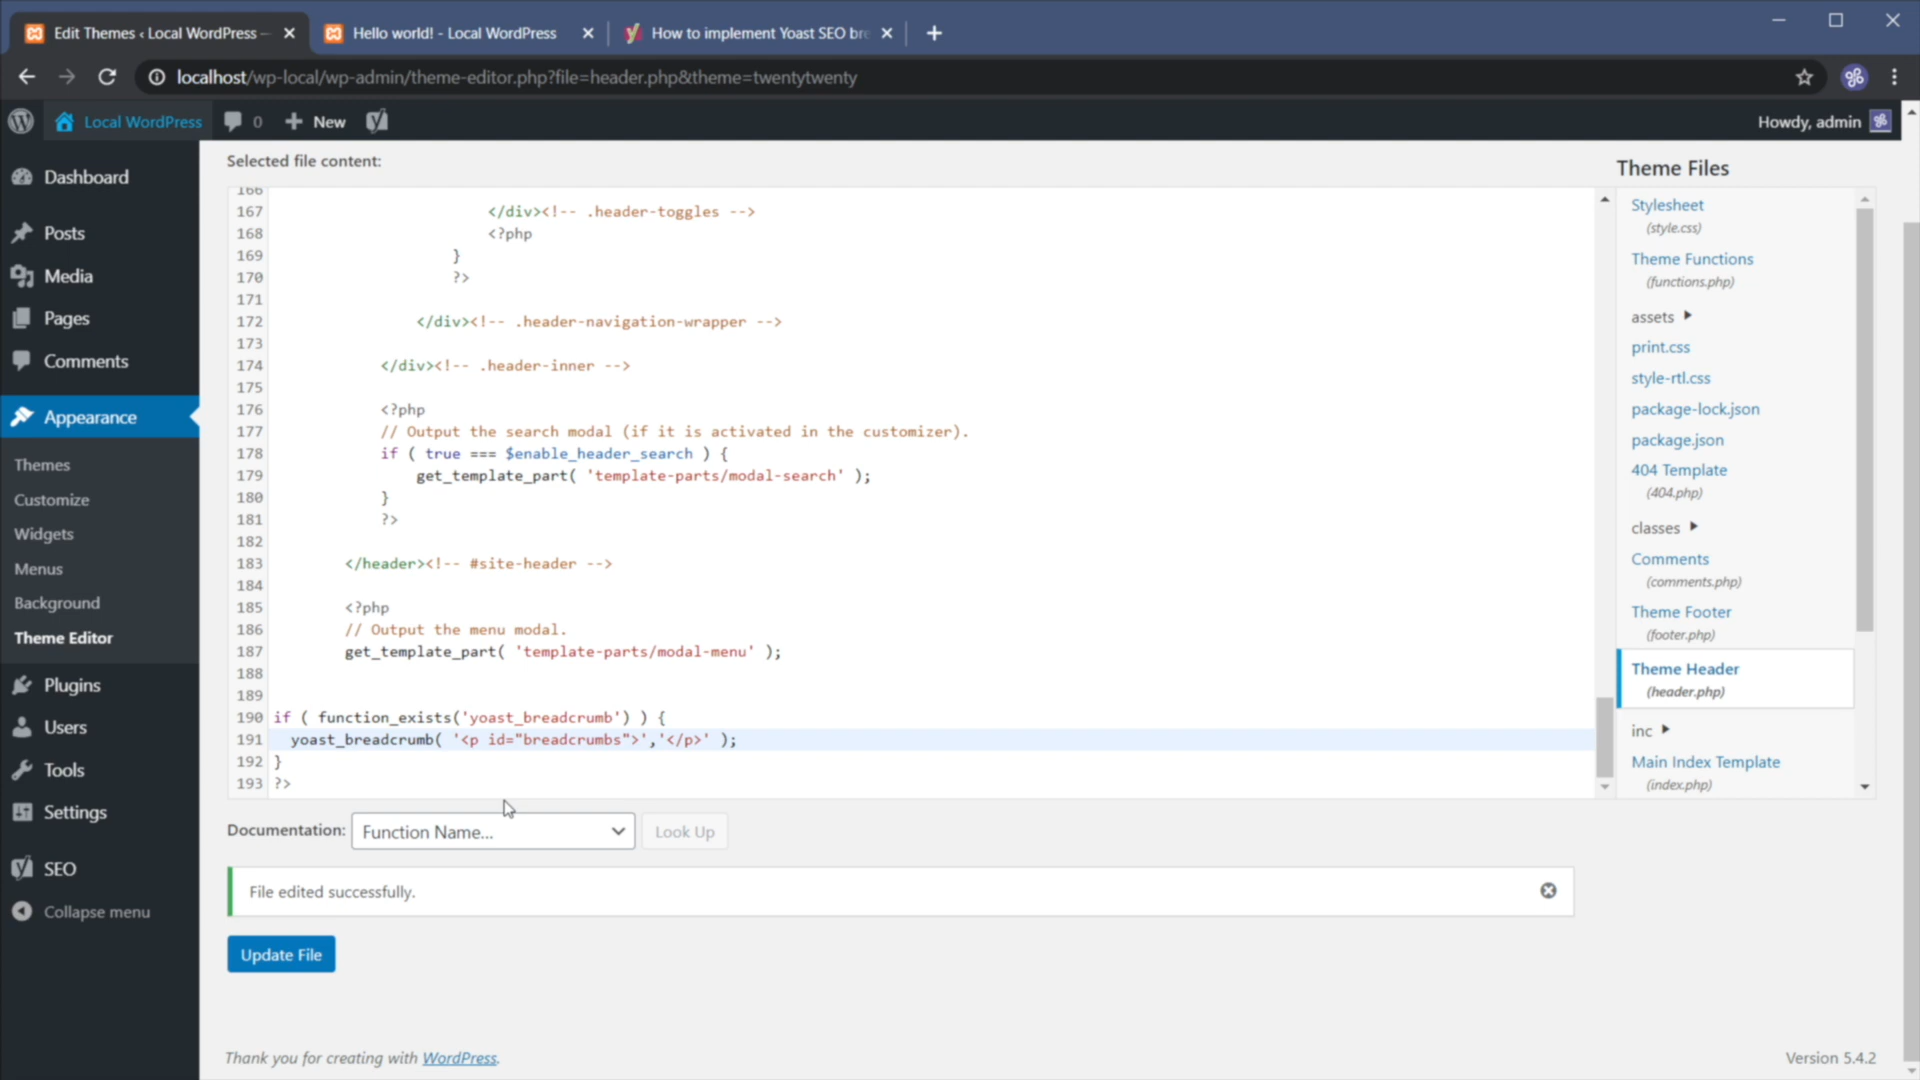 Edit Themes ‹ Local WordPress —
Hello world! - Local WordPress
How to implement Yoast SEO bre
localhost/wp-local/wp-admin/theme-editor.php?file=header.php&theme=twentytwenty
Local WordPress
0
New
Howdy, admin
Dashboard
Posts
Media
Pages
Comments
Appearance
Themes
Customize
Widgets
Menus
Background
Theme Editor
Plugins
Users
Tools
Settings
SEO
Collapse menu
Selected file content:
166
167 </div><!-- .header-toggles -->
168 <?php
169 }
170 ?>
171
172 </div><!-- .header-navigation-wrapper -->
173
174 </div><!-- .header-inner -->
175
176 <?php
177 // Output the search modal (if it is activated in the customizer).
178 if ( true === $enable_header_search ) {
179 get_template_part( 'template-parts/modal-search' );
180 }
181 ?>
182
183 </header><!-- #site-header -->
184
185 <?php
186 // Output the menu modal.
187 get_template_part( 'template-parts/modal-menu' );
188
189
190 if ( function_exists('yoast_breadcrumb') ) {
191 yoast_breadcrumb( '<p id="breadcrumbs">','</p>' );
192 }
193 ?>
Documentation:
Function Name...
Look Up
File edited successfully.
Update File
Thank you for creating with WordPress.
Version 5.4.2
Theme Files
Stylesheet
(style.css)
Theme Functions
(functions.php)
assets
print.css
style-rtl.css
package-lock.json
package.json
404 Template
(404.php)
classes
Comments
(comments.php)
Theme Footer
(footer.php)
Theme Header
(header.php)
inc
Main Index Template
(index.php)